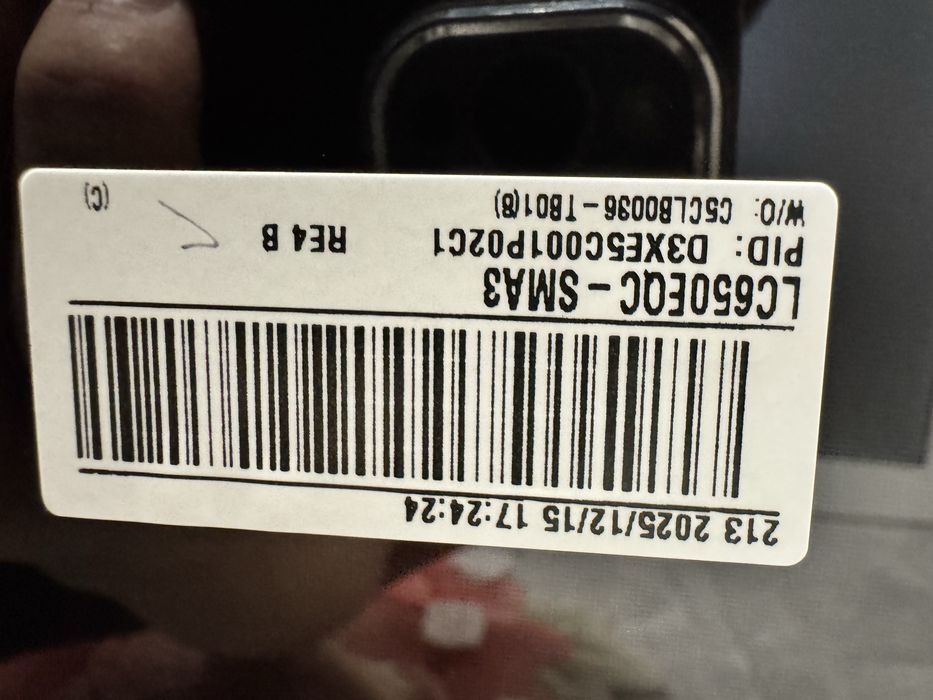 213 2025/12/15 17:24:24
LC650EQC-SMA3
PID: D3XE5C001P02C1 RE4 B
W/O: C5CLB0036-TB01(8) (C)